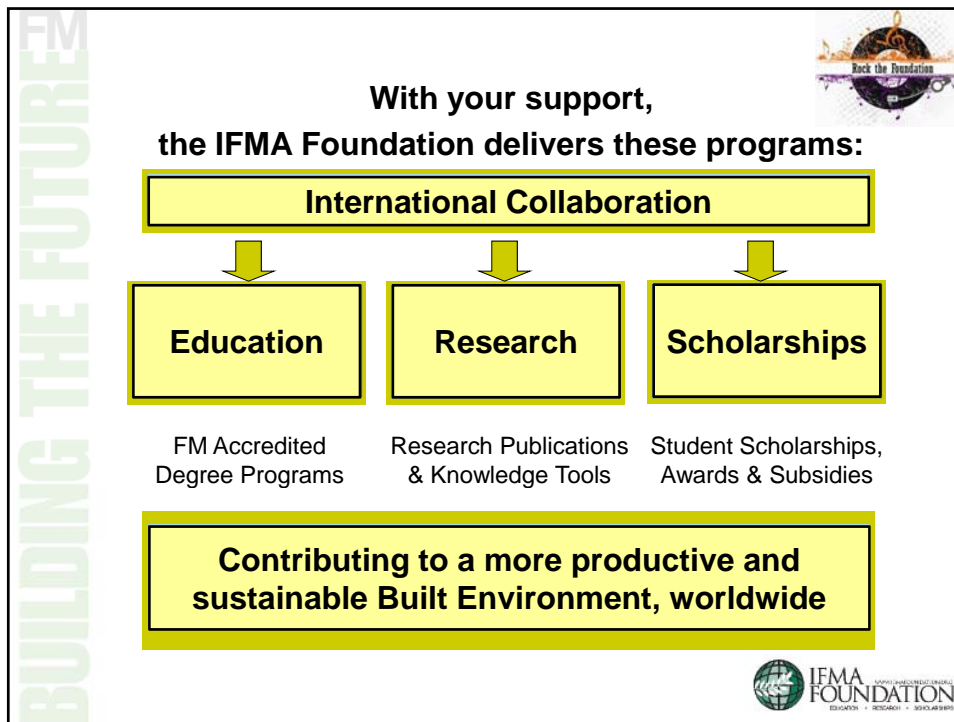 FM
BUILDING THE FUTURE
Rock the Foundation
With your support,
the IFMA Foundation delivers these programs:
International Collaboration
Education
Research
Scholarships
FM Accredited
Degree Programs
Research Publications
& Knowledge Tools
Student Scholarships,
Awards & Subsidies
Contributing to a more productive and
sustainable Built Environment, worldwide
IFMA
FOUNDATION
EDUCATION • RESEARCH • SCHOLARSHIPS